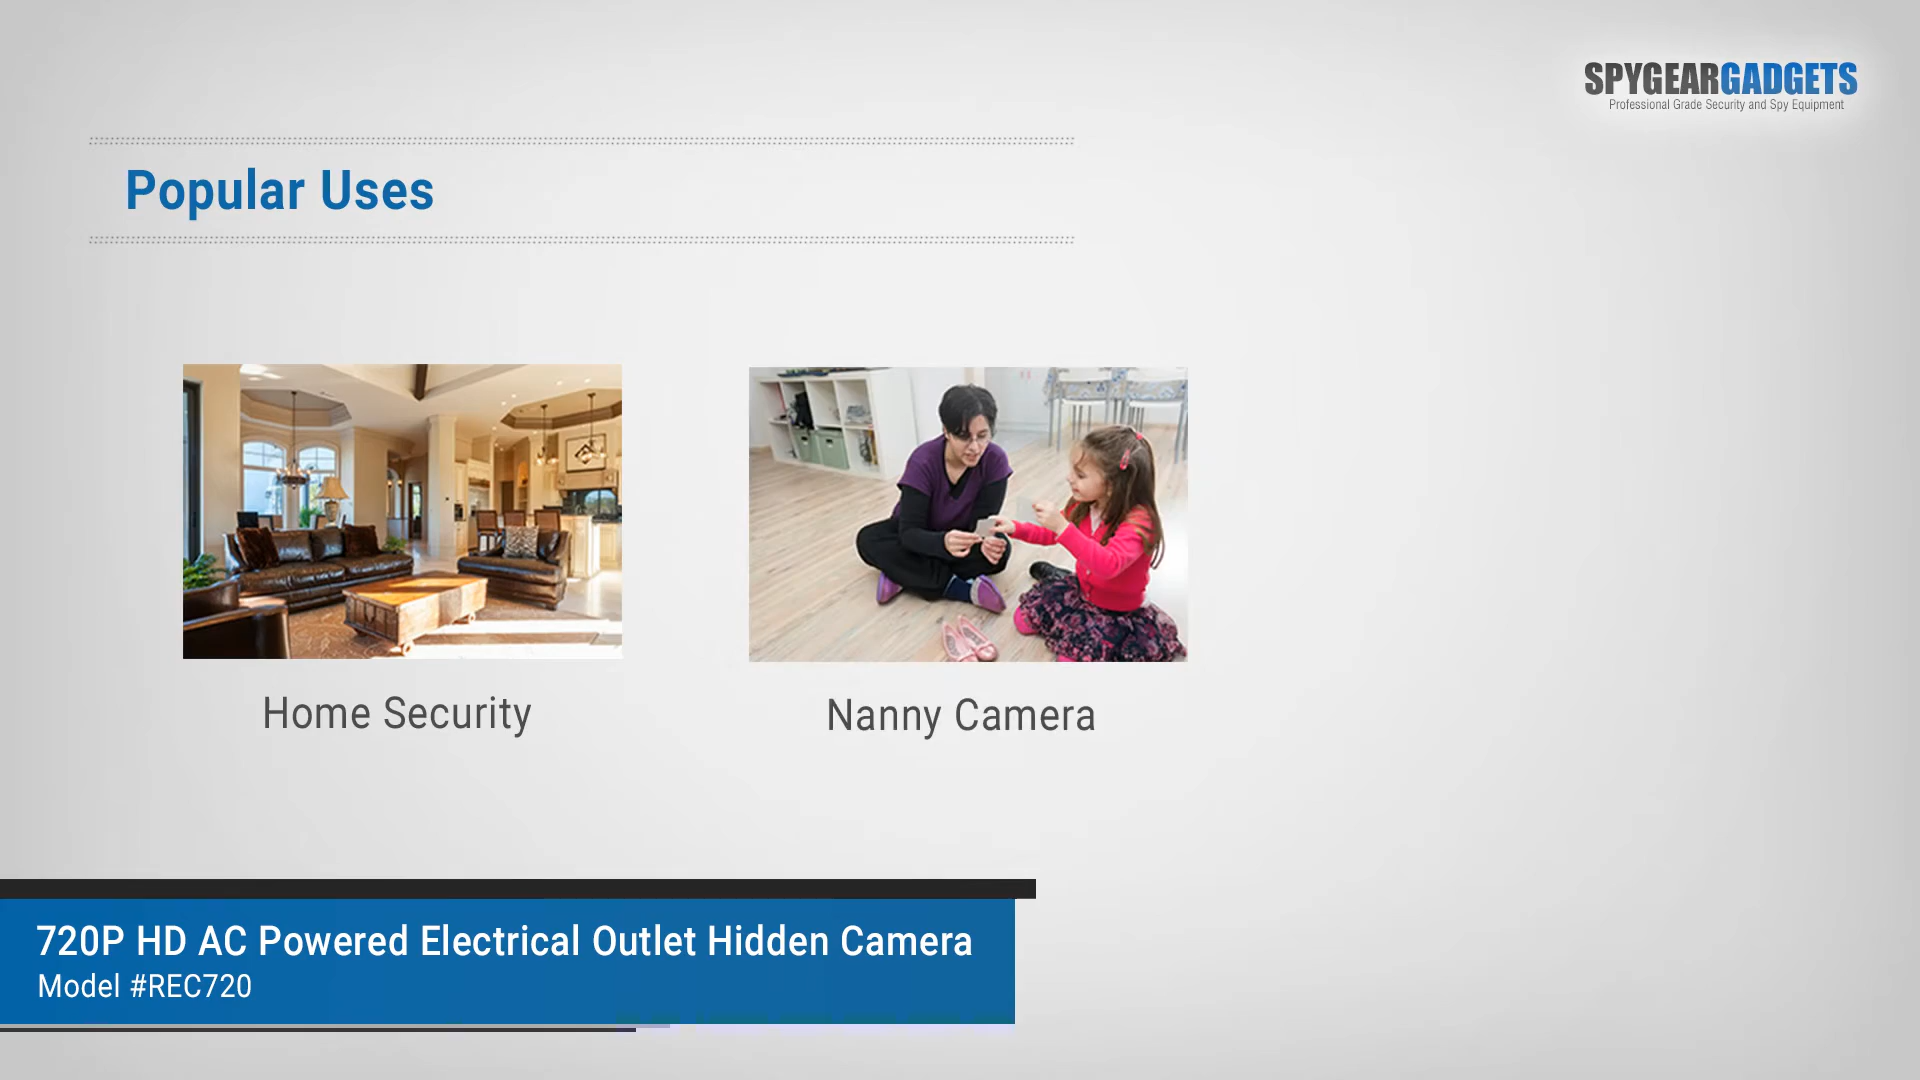 SPYGEARGADGETS
Professional Grade Security and Spy Equipment
Popular Uses
Home Security
Nanny Camera
720P HD AC Powered Electrical Outlet Hidden Camera
Model #REC720